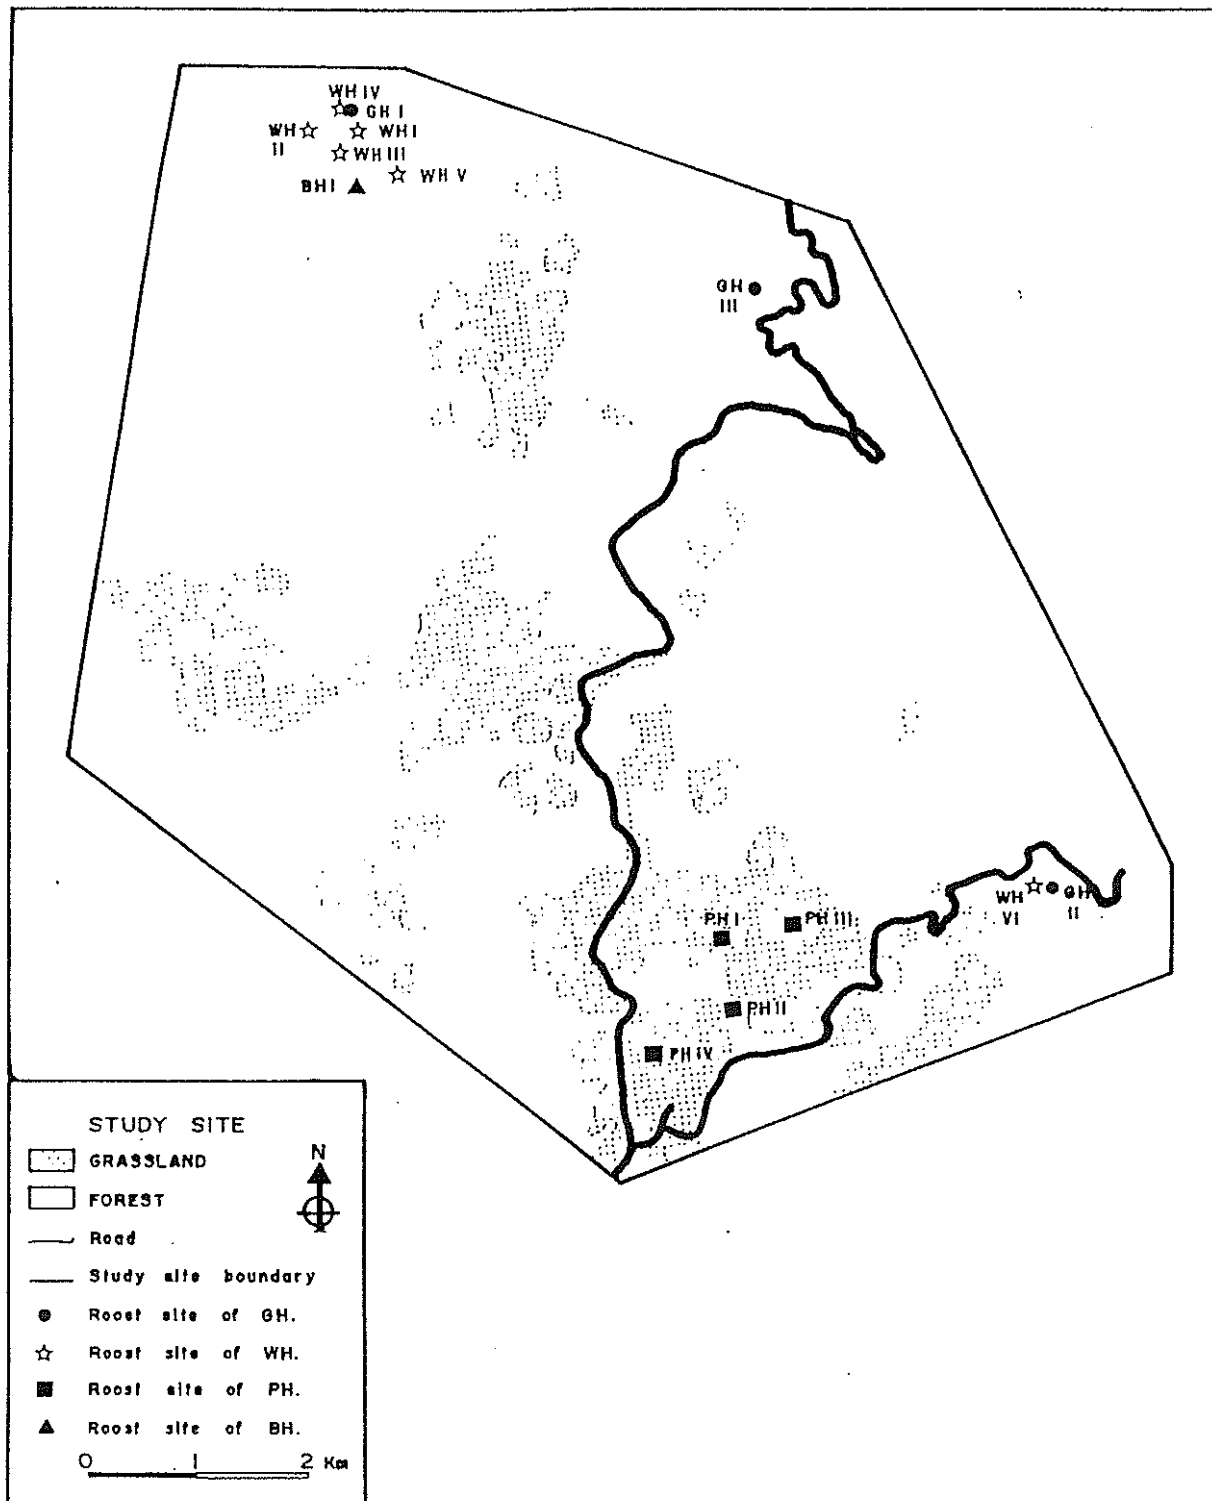 WH IV
GH I
WH
II
WH I
WH III
WH V
BH I
GH
III
WH
VI
GH
II
PH I
PH III
PH II
PH IV
STUDY SITE
N
GRASSLAND
FOREST
Road
Study site boundary
Roost site of GH.
Roost site of WH.
Roost site of PH.
Roost site of BH.
0 1 2 Km